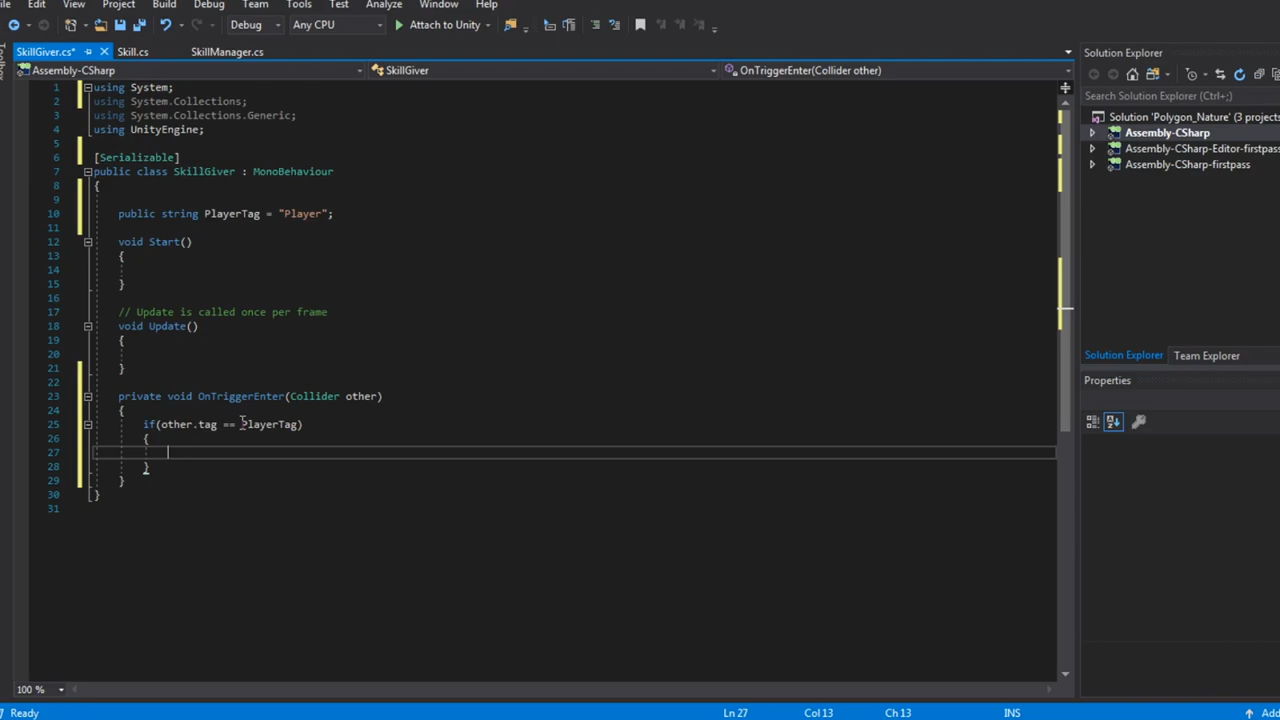 File Edit View Project Build Debug Team Tools Test Analyze Window Help
Debug Any CPU Attach to Unity
SkillGiver.cs* Skill.cs SkillManager.cs
Assembly-CSharp SkillGiver OnTriggerEnter(Collider other)
1 using System;
2 using System.Collections;
3 using System.Collections.Generic;
4 using UnityEngine;
5
6 [Serializable]
7 public class SkillGiver : MonoBehaviour
8 {
9
10 public string PlayerTag = "Player";
11
12 void Start()
13 {
14
15 }
16
17 // Update is called once per frame
18 void Update()
19 {
20
21 }
22
23 private void OnTriggerEnter(Collider other)
24 {
25 if(other.tag == PlayerTag)
26 {
27
28 }
29 }
30 }
31
100 %
Toolbox
Solution Explorer
Search Solution Explorer (Ctrl+;)
Solution 'Polygon_Nature' (3 projects
Assembly-CSharp
Assembly-CSharp-Editor-firstpass
Assembly-CSharp-firstpass
Solution Explorer Team Explorer
Properties
Ready Ln 27 Col 13 Ch 13 INS Add